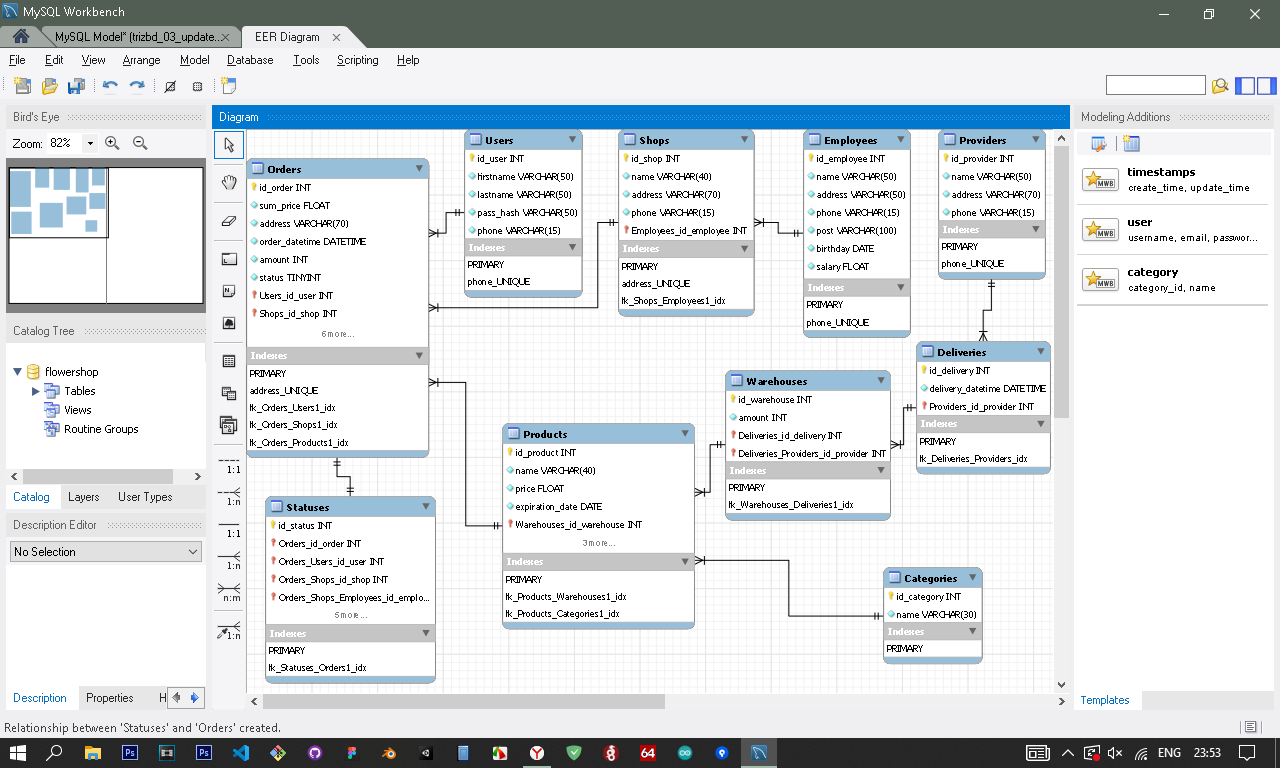 MySQL Workbench
MySQL Model* (trizbd_03_update...
EER Diagram
File Edit View Arrange Model Database Tools Scripting Help
Bird's Eye
Zoom: 83%
Catalog Tree
flowershop
Tables
Views
Routine Groups
Catalog Layers User Types
Description Editor
No Selection
Description Properties H
Diagram
1:1
1:n
1:1
1:n
n:m
1:n
Orders
id_order INT
sum_price FLOAT
address VARCHAR(70)
order_datetime DATETIME
amount INT
status TINYINT
Users_id_user INT
Shops_id_shop INT
6 more...
Indexes
PRIMARY
address_UNIQUE
fk_Orders_Users1_idx
fk_Orders_Shops1_idx
fk_Orders_Products1_idx
Users
id_user INT
firstname VARCHAR(50)
lastname VARCHAR(50)
pass_hash VARCHAR(50)
phone VARCHAR(15)
Indexes
PRIMARY
phone_UNIQUE
Shops
id_shop INT
name VARCHAR(40)
address VARCHAR(70)
phone VARCHAR(15)
Employees_id_employee INT
Indexes
PRIMARY
address_UNIQUE
fk_Shops_Employees1_idx
Employees
id_employee INT
name VARCHAR(50)
address VARCHAR(50)
phone VARCHAR(15)
post VARCHAR(100)
birthday DATE
salary FLOAT
Indexes
PRIMARY
phone_UNIQUE
Providers
id_provider INT
name VARCHAR(50)
address VARCHAR(70)
phone VARCHAR(15)
Indexes
PRIMARY
phone_UNIQUE
Deliveries
id_delivery INT
delivery_datetime DATETIME
Providers_id_provider INT
Indexes
PRIMARY
fk_Deliveries_Providers_idx
Warehouses
id_warehouse INT
amount INT
Deliveries_id_delivery INT
Deliveries_Providers_id_provider INT
Indexes
PRIMARY
fk_Warehouses_Deliveries1_idx
Products
id_product INT
name VARCHAR(40)
price FLOAT
expiration_date DATE
Warehouses_id_warehouse INT
3 more...
Indexes
PRIMARY
fk_Products_Warehouses1_idx
fk_Products_Categories1_idx
Statuses
id_status INT
Orders_id_order INT
Orders_Users_id_user INT
Orders_Shops_id_shop INT
Orders_Shops_Employees_id_emplo...
5 more...
Indexes
PRIMARY
fk_Statuses_Orders1_idx
Categories
id_category INT
name VARCHAR(30)
Indexes
PRIMARY
Modeling Additions
timestamps
create_time, update_time
user
username, email, passwor...
category
category_id, name
MWB
MWB
MWB
Templates
Relationship between 'Statuses' and 'Orders' created.
Ps
Ps
64
ENG 23:53